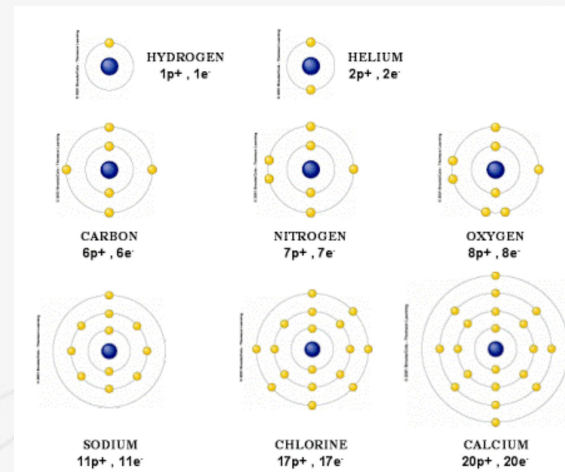 HYDROGEN
1p+ , 1e-
HELIUM
2p+ , 2e-
CARBON
6p+ , 6e-
NITROGEN
7p+ , 7e-
OXYGEN
8p+ , 8e-
SODIUM
11p+ , 11e-
CHLORINE
17p+ , 17e-
CALCIUM
20p+ , 20e-